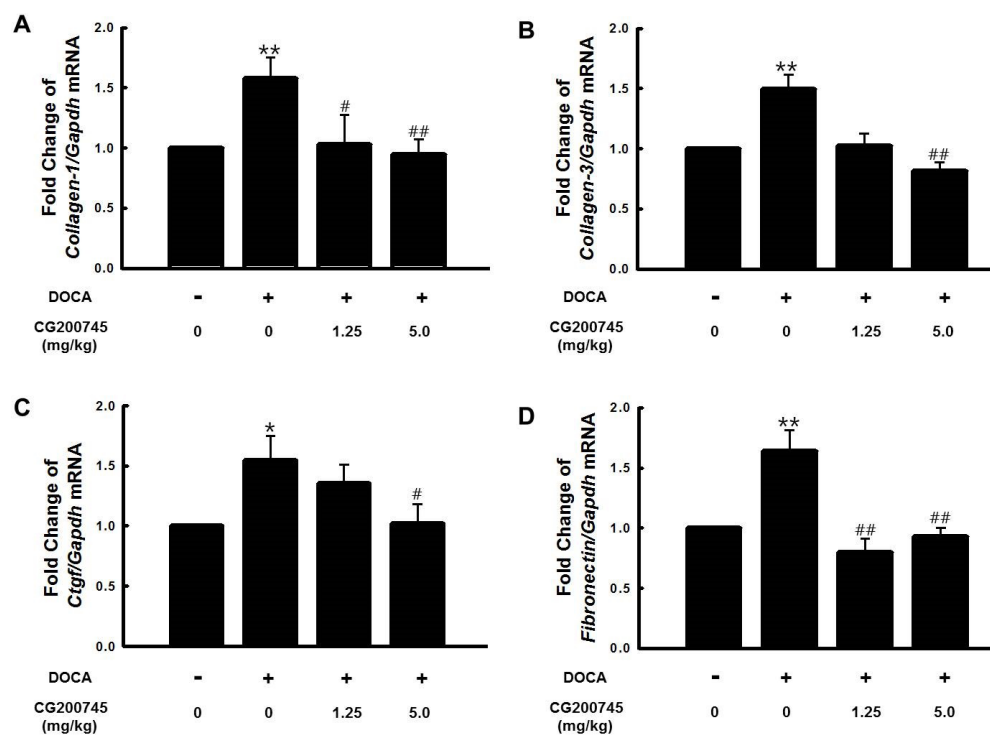 A
Fold Change of
Collagen-1/Gapdh mRNA
2.0
1.5
1.0
0.5
0.0
**
#
##
DOCA - + + +
CG200745 0 0 1.25 5.0
(mg/kg)
B
Fold Change of
Collagen-3/Gapdh mRNA
2.0
1.5
1.0
0.5
0.0
**
##
DOCA - + + +
CG200745 0 0 1.25 5.0
(mg/kg)
C
Fold Change of
Ctgf/Gapdh mRNA
2.0
1.5
1.0
0.5
0.0
*
#
DOCA - + + +
CG200745 0 0 1.25 5.0
(mg/kg)
D
Fold Change of
Fibronectin/Gapdh mRNA
2.0
1.5
1.0
0.5
0.0
**
##
##
DOCA - + + +
CG200745 0 0 1.25 5.0
(mg/kg)